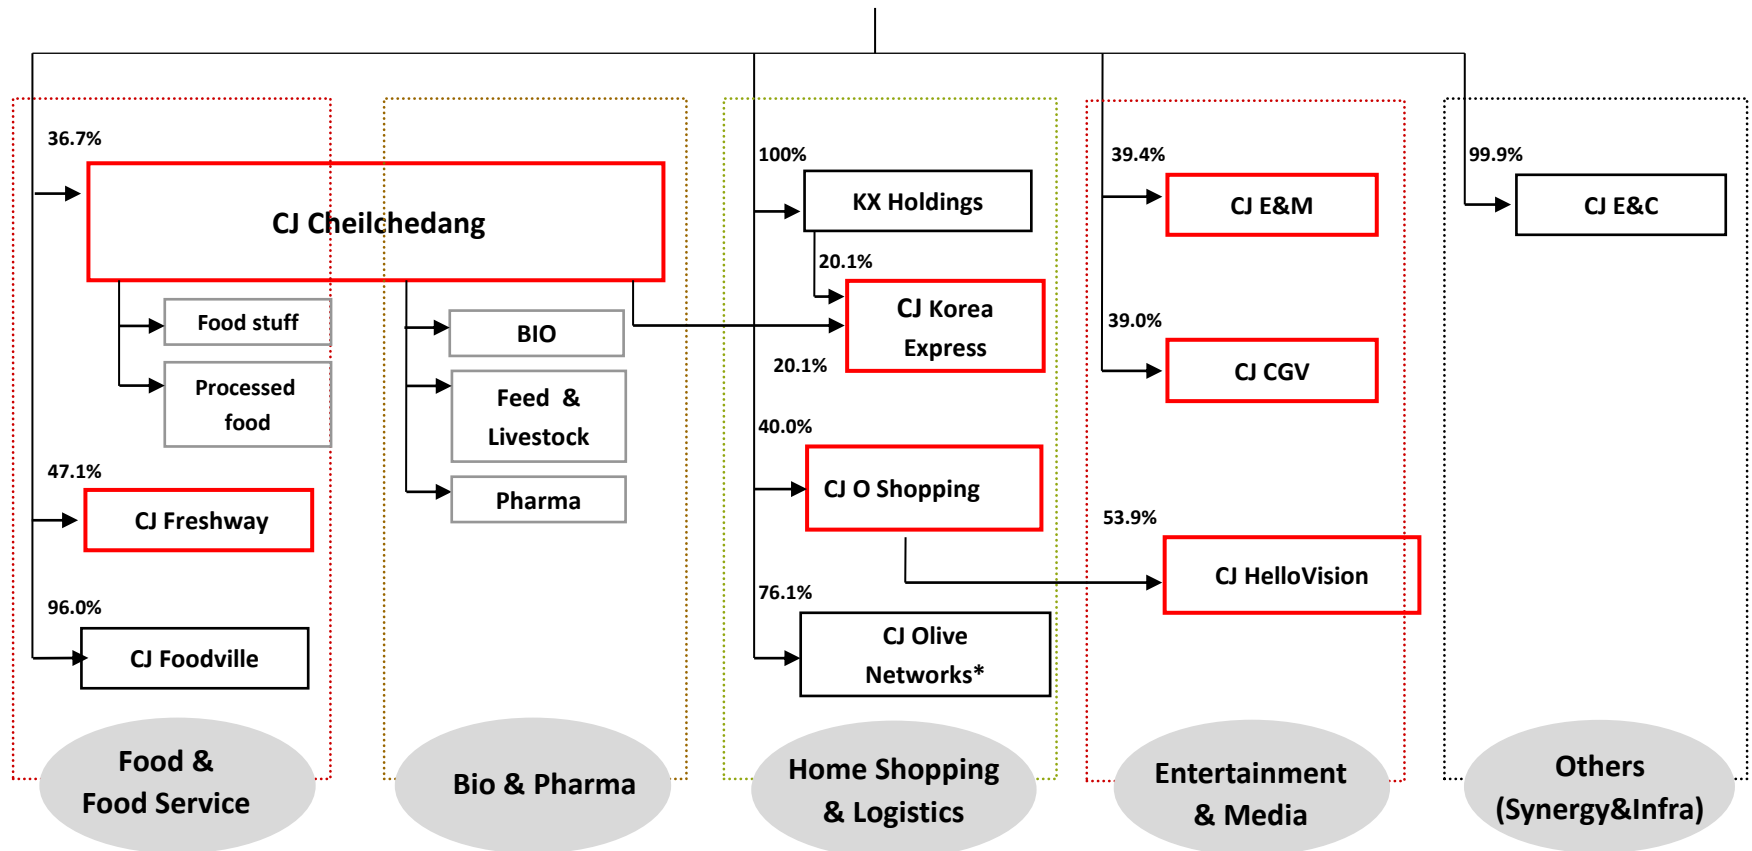 36.7%
CJ Cheilchedang
Food stuff
Processed
food
47.1%
CJ Freshway
96.0%
CJ Foodville
Food &
Food Service
BIO
Feed &
Livestock
Pharma
Bio & Pharma
100%
KX Holdings
20.1%
CJ Korea
Express
20.1%
40.0%
CJ O Shopping
76.1%
CJ Olive
Networks*
Home Shopping
& Logistics
39.4%
CJ E&M
39.0%
CJ CGV
53.9%
CJ HelloVision
Entertainment
& Media
99.9%
CJ E&C
Others
(Synergy&Infra)